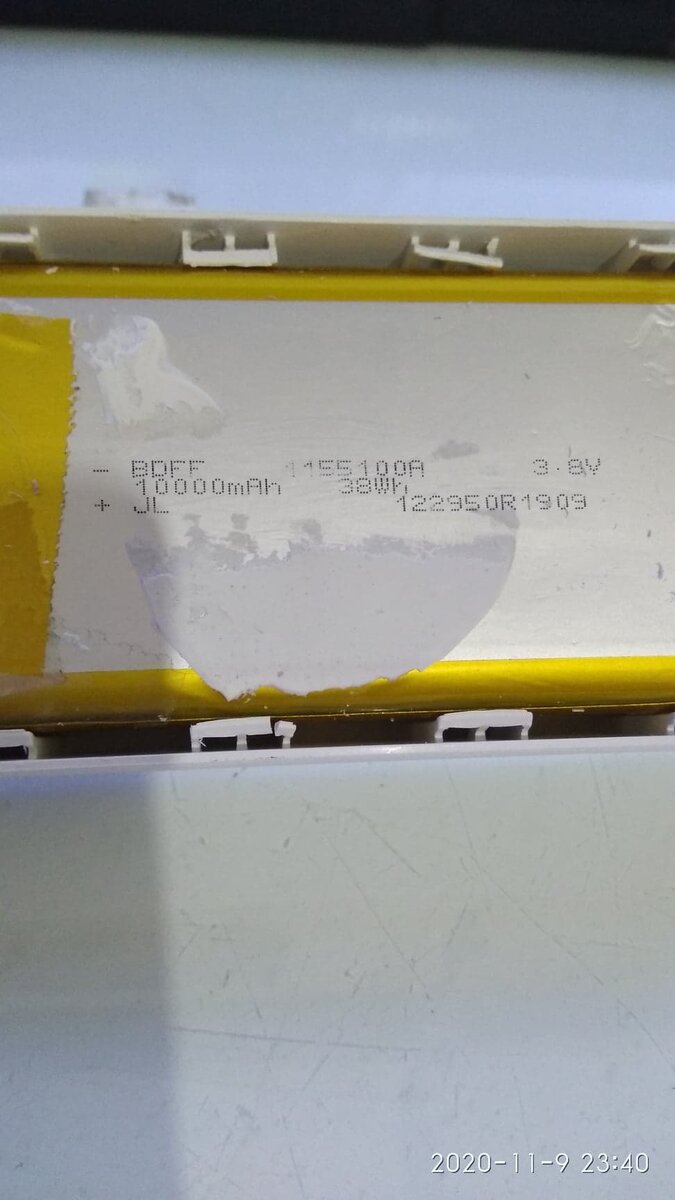 - BDFF 1155100A 3.8V
10000mAh 38Wh
+ JL 122950R1909
2020-11-9 23:40